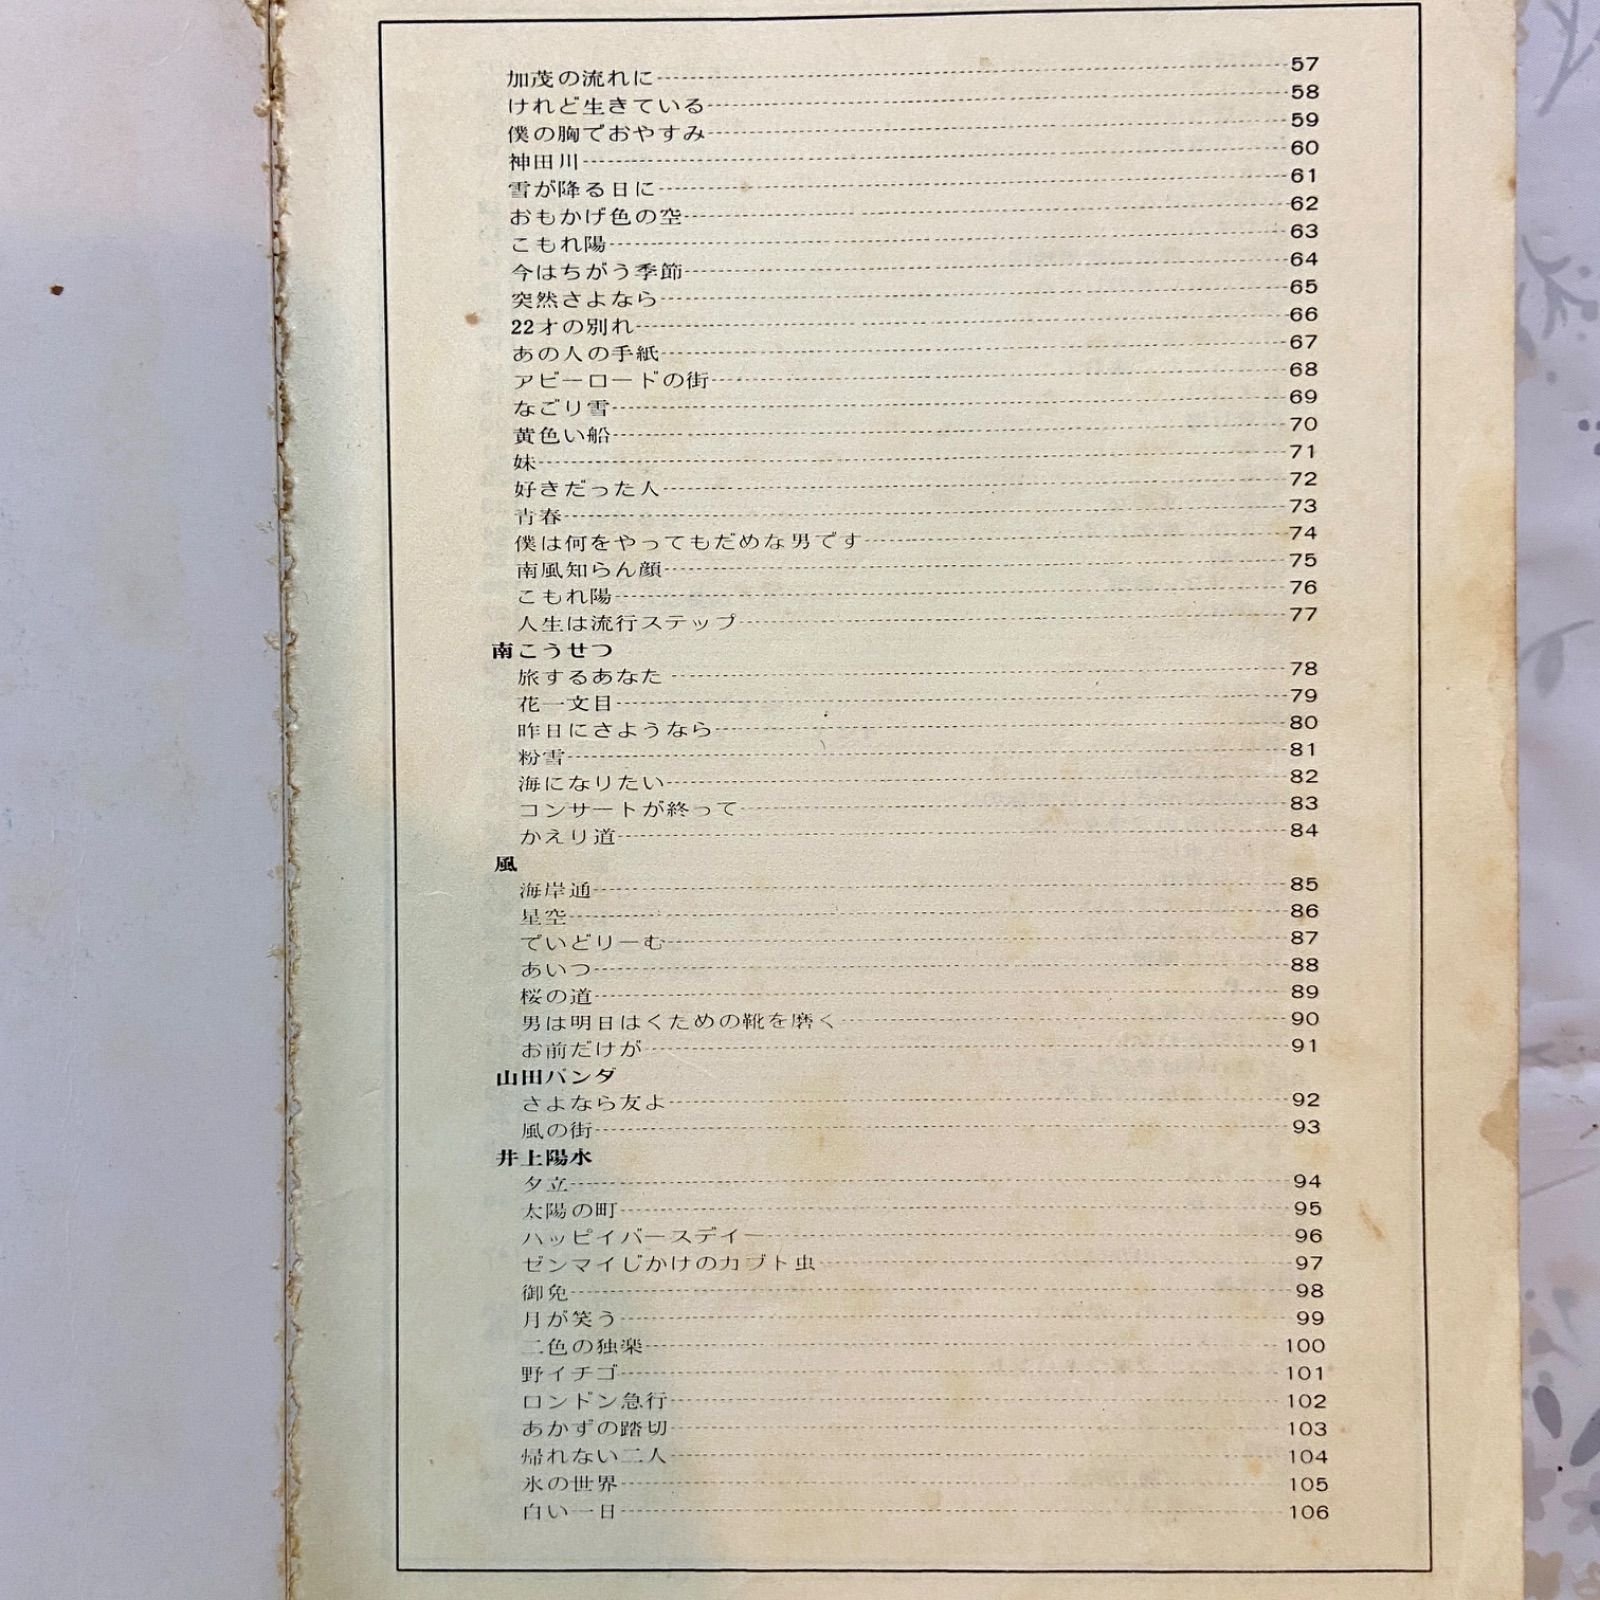 加茂の流れに 57
けれど生きている 58
僕の胸でおやすみ 59
神田川 60
雪が降る日に 61
おもかげ色の空 62
こもれ陽 63
今はちがう季節 64
突然さよなら 65
22才の別れ 66
あの人の手紙 67
アビーロードの街 68
なごり雪 69
黄色い船 70
妹 71
好きだった人 72
青春 73
僕は何をやってもだめな男です 74
南風知らん顔 75
こもれ陽 76
人生は流行ステップ 77
南こうせつ
旅するあなた 78
花一文目 79
昨日にさようなら 80
粉雪 81
海になりたい 82
コンサートが終って 83
かえり道 84
風
海岸通 85
星空 86
でいどりーむ 87
あいつ 88
桜の道 89
男は明日はくための靴を磨く 90
お前だけが 91
山田パンダ
さよなら友よ 92
風の街 93
井上陽水
夕立 94
太陽の町 95
ハッピイバースデイー 96
ゼンマイじかけのカブト虫 97
御免 98
月が笑う 99
二色の独楽 100
野イチゴ 101
ロンドン急行 102
あかずの踏切 103
帰れない二人 104
氷の世界 105
白い一日 106